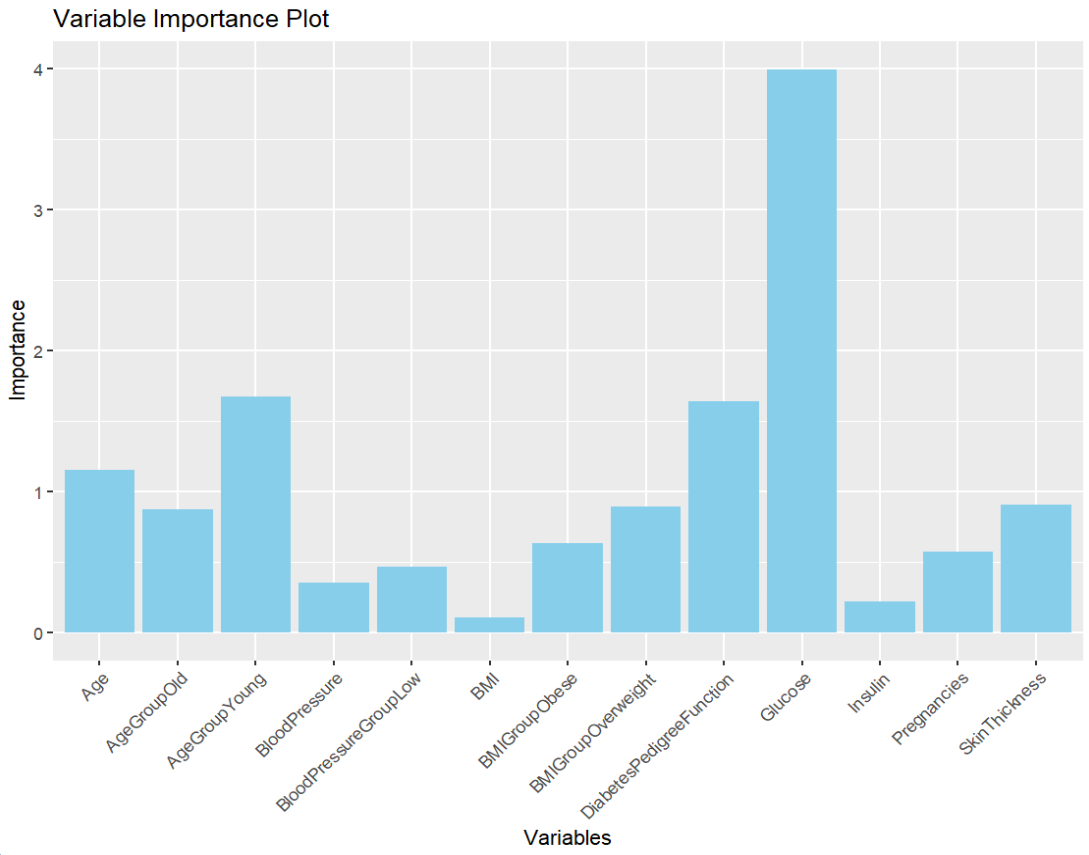 Variable Importance Plot
Importance
4
3
2
1
0
Age
AgeGroupOld
AgeGroupYoung
BloodPressure
BloodPressureGroupLow
BMI
BMIGroupObese
BMIGroupOverweight
DiabetesPedigreeFunction
Glucose
Insulin
Pregnancies
SkinThickness
Variables